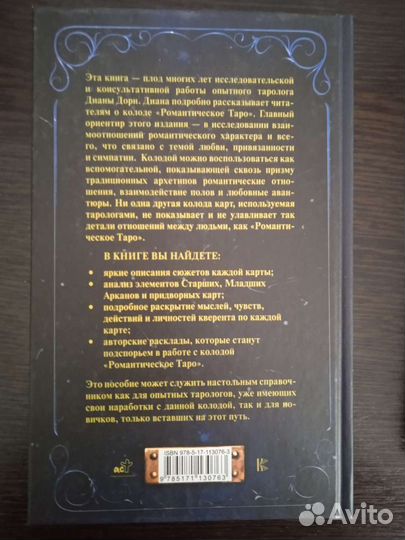 Эта книга — плод многих лет исследовательской
и консультативной работы опытного таролога
Дианы Дорн. Диана подробно рассказывает чита-
телям о колоде «Романтическое Таро». Главный
ориентир этого издания — в исследовании взаи-
моотношений романтического характера и все-
го, что связано с темой любви, привязанности
и симпатии. Колодой можно воспользоваться как
вспомогательной, показывающей сквозь призму
традиционных архетипов романтические отно-
шения, взаимодействие полов и любовные аван-
тюры. Ни одна другая колода карт, используемая
тарологами, не показывает и не улавливает так
детали отношений между людьми, как «Романти-
ческое Таро».
В КНИГЕ ВЫ НАЙДЕТЕ:
• яркие описания сюжетов каждой карты;
• анализ элементов Старших, Младших
Арканов и придворных карт;
• подробное раскрытие мыслей, чувств,
действий и личностей кверента по каждой
карте;
• авторские расклады, которые станут
подспорьем в работе с колодой
«Романтическое Таро».
Это пособие может служить настольным справоч-
ником как для опытных тарологов, уже имеющих
свои наработки с данной колодой, так и для но-
вичков, только вставших на этот путь.
ISBN 978-5-17-113076-3
9 785171 130763
аст
Avito